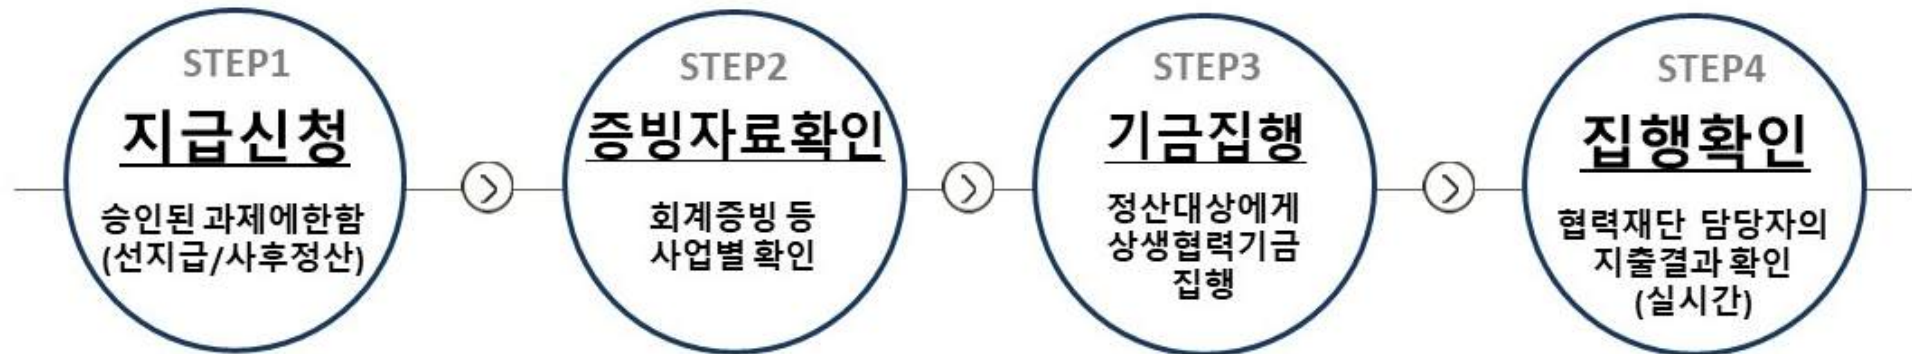 STEP1
지급신청
승인된 과제에한함
(선지급/사후정산)
STEP2
증빙자료확인
회계증빙 등
사업별 확인
STEP3
기금집행
정산대상에게
상생협력기금
집행
STEP4
집행확인
협력재단 담당자의
지출결과 확인
(실시간)